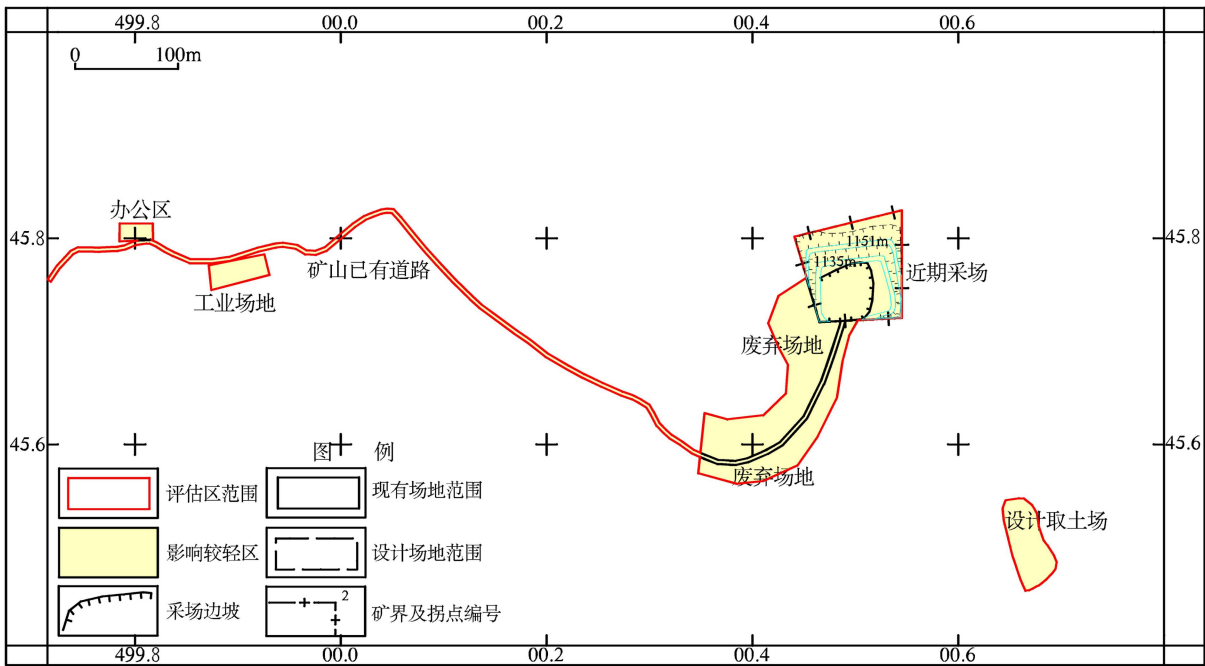 499.8 00.0 00.2 00.4 00.6
0 100m
办公区
45.8 45.8
1151m
1135m
近期采场
矿山已有道路
工业场地
废弃场地
45.6 45.6
图 例
废弃场地
评估区范围 现有场地范围
设计取土场
影响较轻区 设计场地范围
2
采场边坡 矿界及拐点编号
499.8 00.0 00.2 00.4 00.6